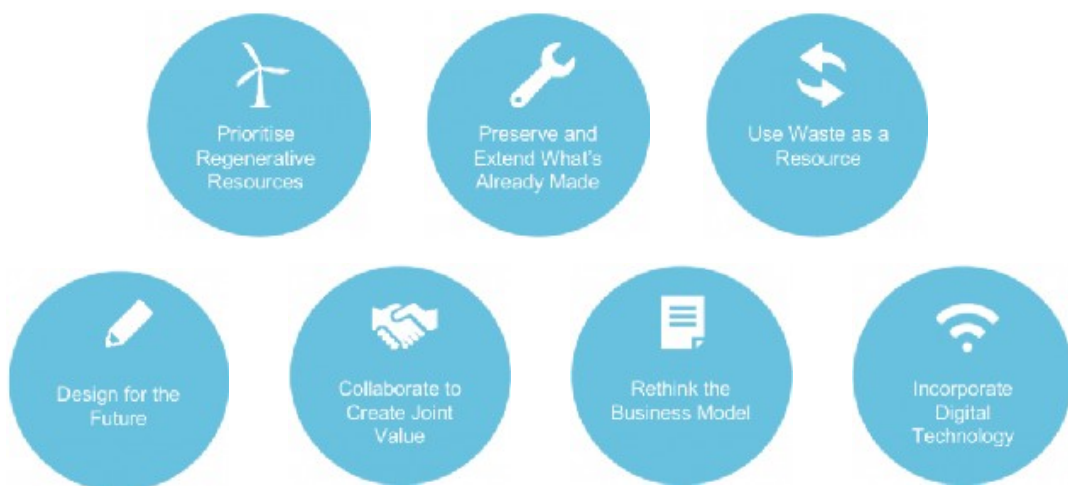 Prioritise
Regenerative
Resources
Preserve and
Extend What's
Already Made
Use Waste as a
Resource
Design for the
Future
Collaborate to
Create Joint
Value
Rethink the
Business Model
Incorporate
Digital
Technology